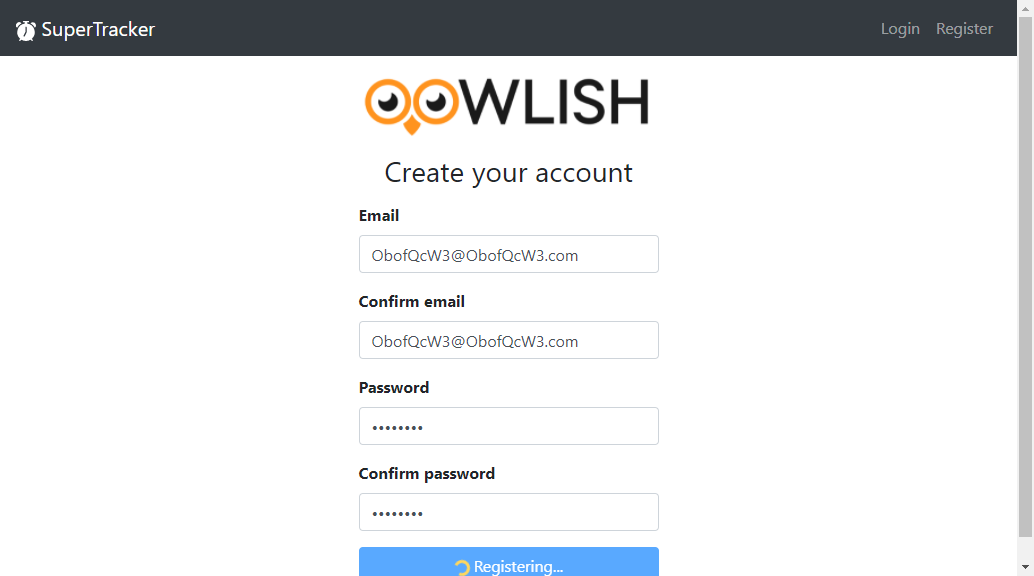 SuperTracker
Login Register
OOWLISH
Create your account
Email
ObofQcW3@ObofQcW3.com
Confirm email
ObofQcW3@ObofQcW3.com
Password
••••••••
Confirm password
••••••••
Registering...